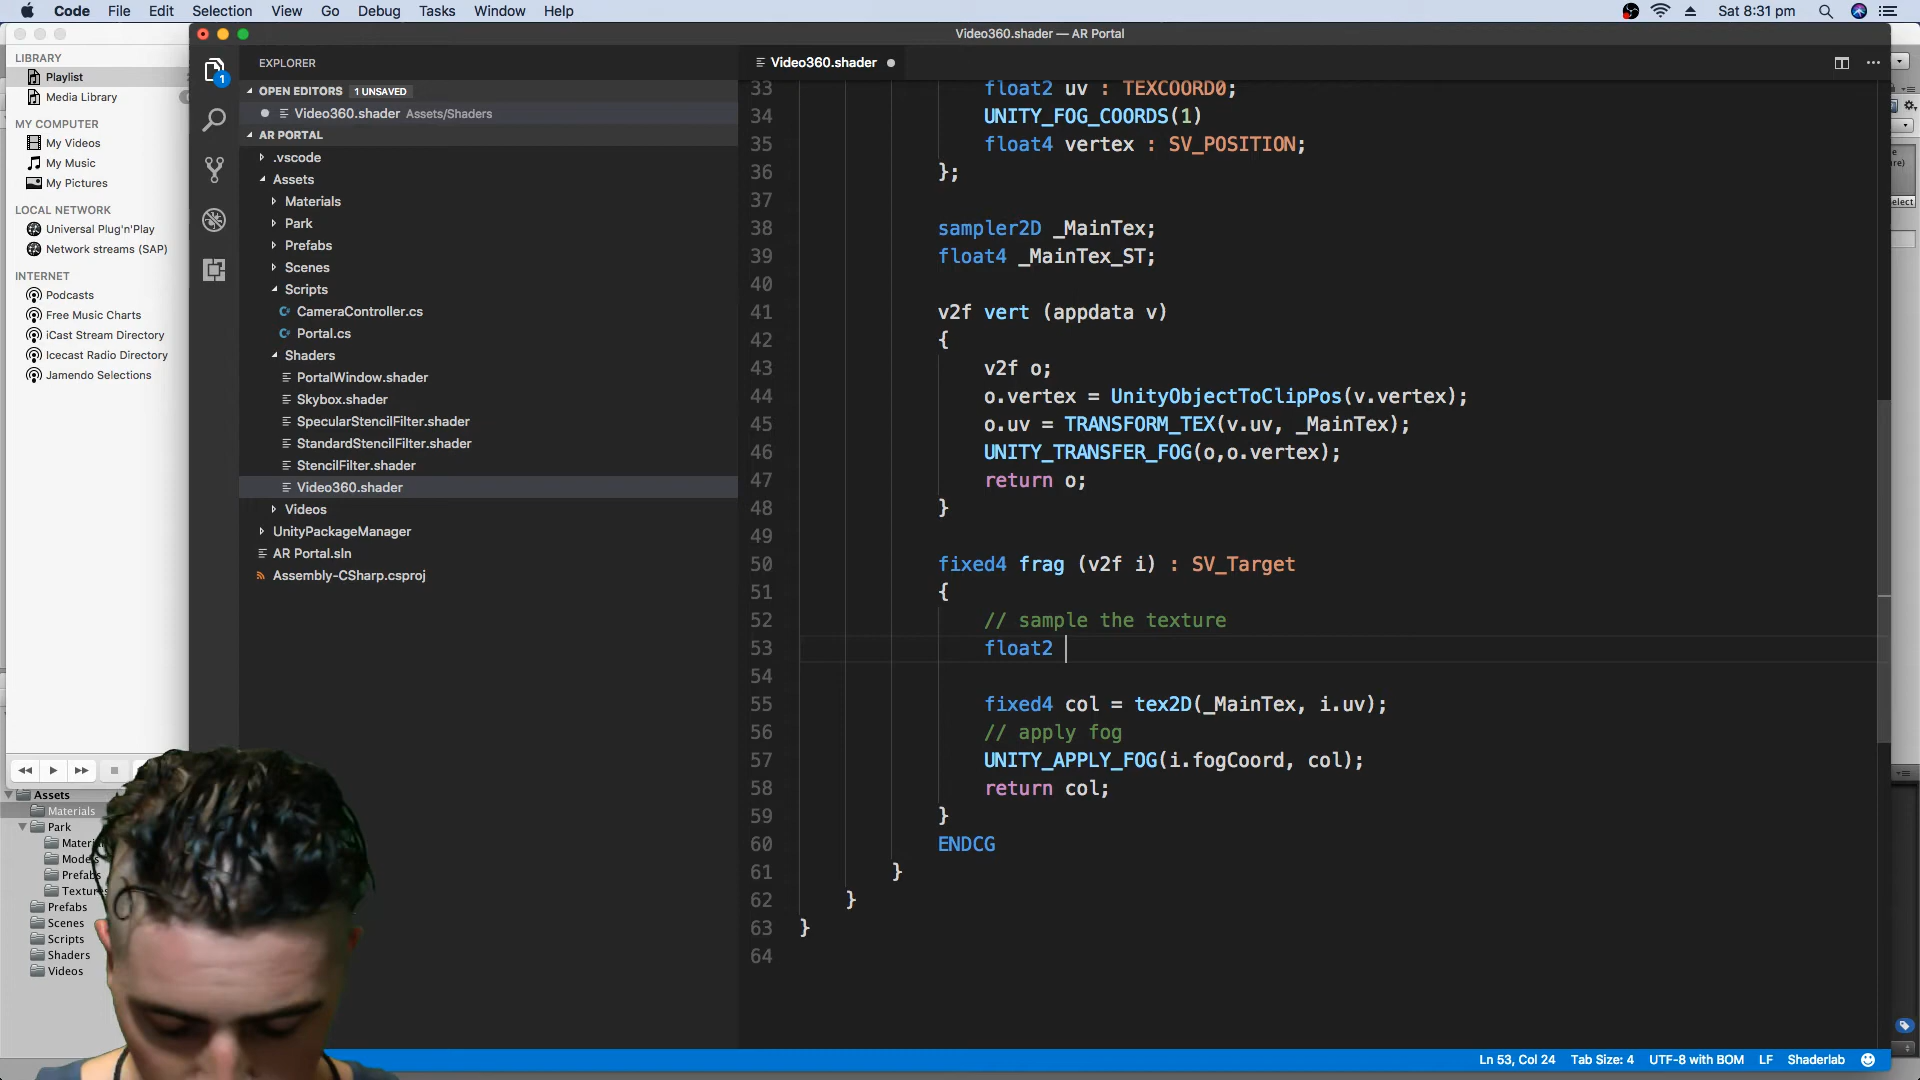 Code File Edit Selection View Go Debug Tasks Window Help
Sat 8:31 pm
Video360.shader — AR Portal
LIBRARY
Playlist
Media Library
MY COMPUTER
My Videos
My Music
My Pictures
LOCAL NETWORK
Universal Plug'n'Play
Network streams (SAP)
INTERNET
Podcasts
Free Music Charts
iCast Stream Directory
Icecast Radio Directory
Jamendo Selections
Assets
Materials
Park
Models
Prefabs
Textures
Prefabs
Scenes
Scripts
Shaders
Videos
1
EXPLORER
OPEN EDITORS 1 UNSAVED
Video360.shader Assets/Shaders
AR PORTAL
.vscode
Assets
Materials
Park
Prefabs
Scenes
Scripts
CameraController.cs
Portal.cs
Shaders
PortalWindow.shader
Skybox.shader
SpecularStencilFilter.shader
StandardStencilFilter.shader
StencilFilter.shader
Video360.shader
Videos
UnityPackageManager
AR Portal.sln
Assembly-CSharp.csproj
Video360.shader
33 float2 uv : TEXCOORD0;
34 UNITY_FOG_COORDS(1)
35 float4 vertex : SV_POSITION;
36 };
37
38 sampler2D _MainTex;
39 float4 _MainTex_ST;
40
41 v2f vert (appdata v)
42 {
43 v2f o;
44 o.vertex = UnityObjectToClipPos(v.vertex);
45 o.uv = TRANSFORM_TEX(v.uv, _MainTex);
46 UNITY_TRANSFER_FOG(o,o.vertex);
47 return o;
48 }
49
50 fixed4 frag (v2f i) : SV_Target
51 {
52 // sample the texture
53 float2
54
55 fixed4 col = tex2D(_MainTex, i.uv);
56 // apply fog
57 UNITY_APPLY_FOG(i.fogCoord, col);
58 return col;
59 }
60 ENDCG
61 }
62 }
63 }
64
Ln 53, Col 24 Tab Size: 4 UTF-8 with BOM LF Shaderlab